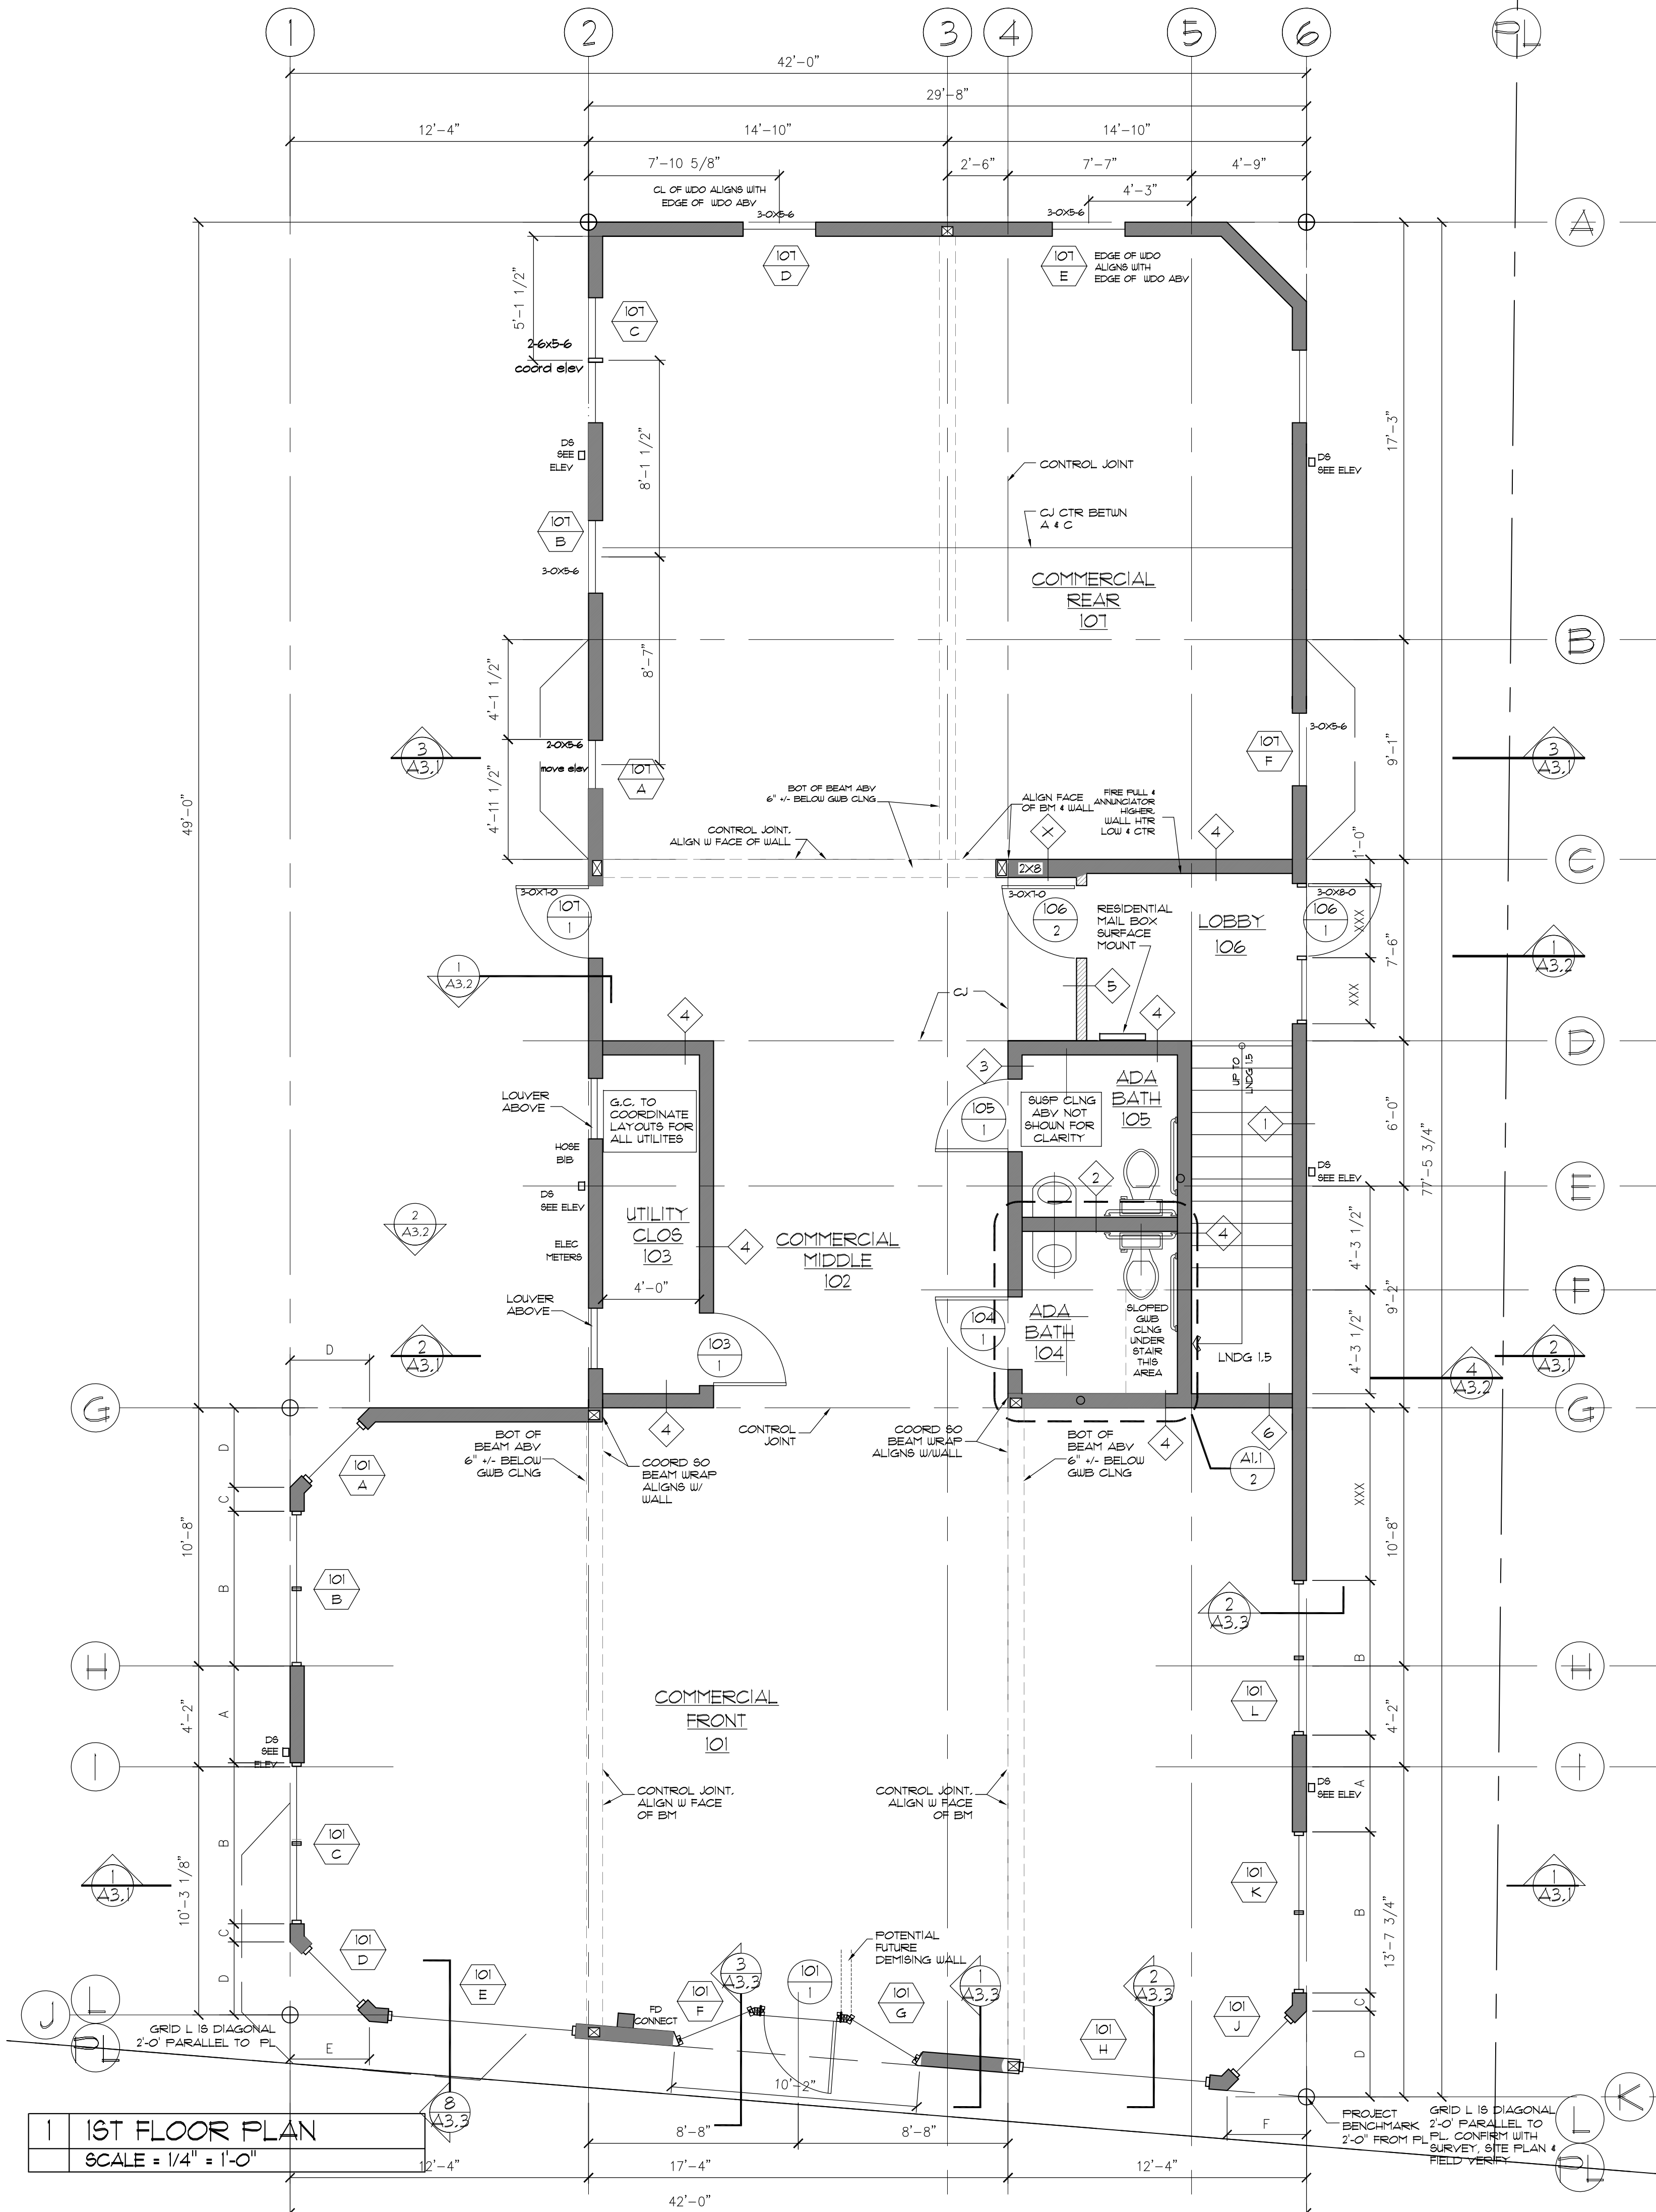 1
2
3
4
5
6
PL
42'-0"
29'-8"
12'-4"
14'-10"
14'-10"
7'-10 5/8"
2'-6"
7'-7"
4'-9"
4'-3"
CL OF WDO ALIGNS WITH
EDGE OF WDO ABV
3-0X5-6
3-0X5-6
A
107
D
107
E
EDGE OF WDO
ALIGNS WITH
EDGE OF WDO ABV
5'-1 1/2"
107
C
2-6x5-6
coord elev
DS
SEE
ELEV
8'-1 1/2"
17'-3"
CONTROL JOINT
DS
SEE ELEV
CJ CTR BETWN
A & C
107
B
3-0X5-6
COMMERCIAL
REAR
107
B
8'-7"
4'-1 1/2"
3
A3.1
2-0X5-6
move elev
107
A
4'-11 1/2"
49'-0"
107
F
3-0X5-6
9'-1"
3
A3.1
BOT OF BEAM ABV
6" +/- BELOW GWB CLNG
ALIGN FACE
OF BM & WALL
FIRE PULL &
ANNUNCIATOR
HIGHER,
WALL HTR
LOW & CTR
X
4
CONTROL JOINT,
ALIGN W FACE OF WALL
1'-0"
C
2X8
3-0X7-0
107
1
3-0X7-0
106
2
RESIDENTIAL
MAIL BOX
SURFACE
MOUNT
LOBBY
106
3-0X8-0
106
1
XXX
7'-6"
XXX
1
A3.2
1
A3.2
CJ
5
4
4
D
3
ADA
BATH
105
UP TO
LNDG 1.5
LOUVER
ABOVE
G.C. TO
COORDINATE
LAYOUTS FOR
ALL UTILITES
105
1
SUSP CLNG
ABV NOT
SHOWN FOR
CLARITY
1
6'-0"
77'-5 3/4"
HOSE
BIB
DS
SEE ELEV
2
DS
SEE ELEV
E
2
A3.2
UTILITY
CLOS
103
ELEC
METERS
4
COMMERCIAL
MIDDLE
102
4
4'-3 1/2"
9'-2"
4'-0"
F
LOUVER
ABOVE
104
1
ADA
BATH
104
SLOPED
GWB
CLNG
UNDER
STAIR
THIS
AREA
LNDG 1.5
4'-3 1/2"
D
2
A3.1
103
1
4
A3.2
2
A3.1
G
G
4
CONTROL
JOINT
COORD SO
BEAM WRAP
ALIGNS W/WALL
BOT OF
BEAM ABV
6" +/- BELOW
GWB CLNG
4
6
BOT OF
BEAM ABV
6" +/- BELOW
GWB CLNG
COORD SO
BEAM WRAP
ALIGNS W/
WALL
A1.1
2
D
101
A
C
XXX
10'-8"
10'-8"
B
101
B
2
A3.3
H
B
H
101
L
COMMERCIAL
FRONT
101
4'-2"
A
4'-2"
DS
SEE
ELEV
I
I
A
DS
SEE ELEV
CONTROL JOINT,
ALIGN W FACE
OF BM
CONTROL JOINT,
ALIGN W FACE
OF BM
B
101
C
1
A3.1
10'-3 1/8"
101
K
B
13'-7 3/4"
1
A3.1
C
101
D
D
POTENTIAL
FUTURE
DEMISING WALL
101
E
3
A3.3
101
F
101
1
101
G
1
A3.3
2
A3.3
101
J
C
J
L
PL
FD
CONNECT
101
H
D
GRID L IS DIAGONAL
2'-0' PARALLEL TO PL
E
10'-2"
8
A3.3
F
PROJECT
BENCHMARK
2'-0" FROM PL
GRID L IS DIAGONAL
2'-0' PARALLEL TO
PL. CONFIRM WITH
SURVEY, SITE PLAN &
FIELD VERIFY
K
L
PL
1 1ST FLOOR PLAN
SCALE = 1/4" = 1'-0"
8'-8"
8'-8"
12'-4"
17'-4"
12'-4"
42'-0"